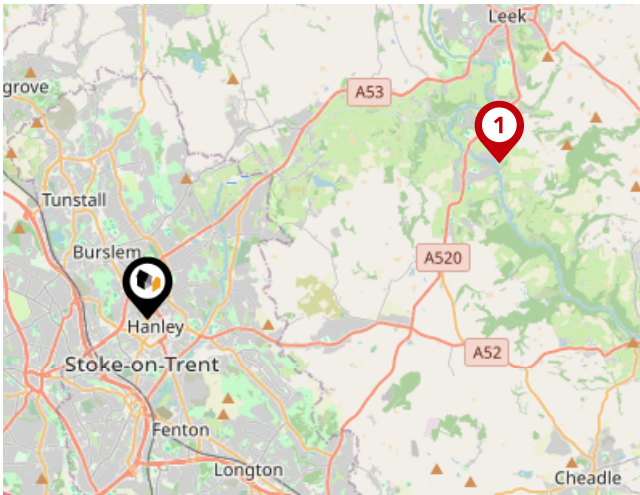 Leek
grove
A53
1
Tunstall
Burslem
A520
Hanley
A52
Stoke-on-Trent
Fenton
Longton
Cheadle